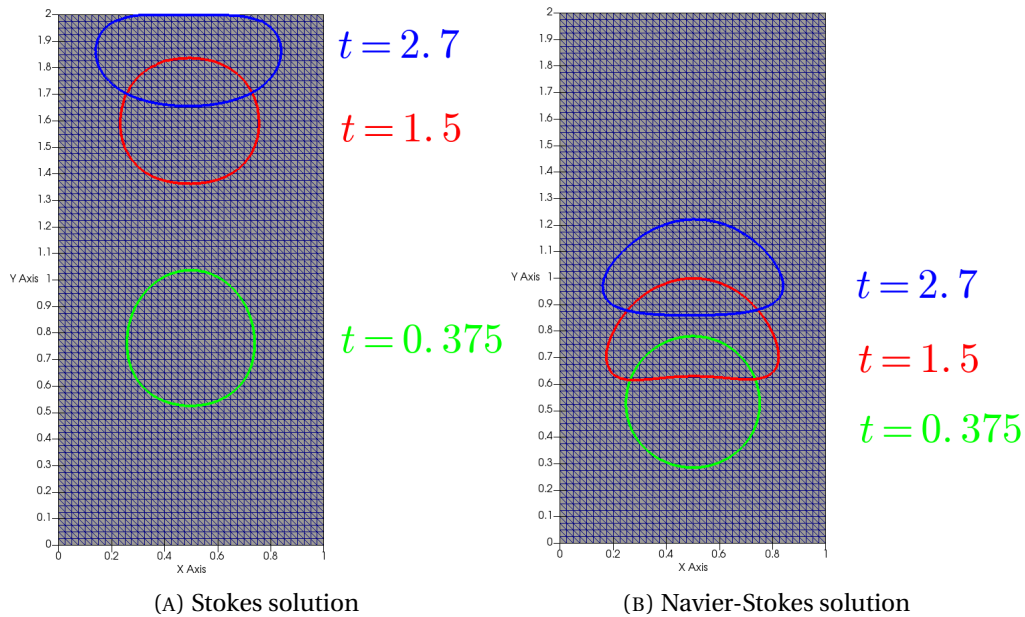 2
1.9
1.8
1.7
1.6
1.5
1.4
1.3
1.2
1.1
Y Axis 1
0.9
0.8
0.7
0.6
0.5
0.4
0.3
0.2
0.1
0
0 0.2 0.4 0.6 0.8 1
X Axis
t = 2.7
t = 1.5
t = 0.375
(A) Stokes solution
2
1.9
1.8
1.7
1.6
1.5
1.4
1.3
1.2
1.1
Y Axis 1
0.9
0.8
0.7
0.6
0.5
0.4
0.3
0.2
0.1
0
0 0.2 0.4 0.6 0.8 1
X Axis
t = 2.7
t = 1.5
t = 0.375
(B) Navier-Stokes solution